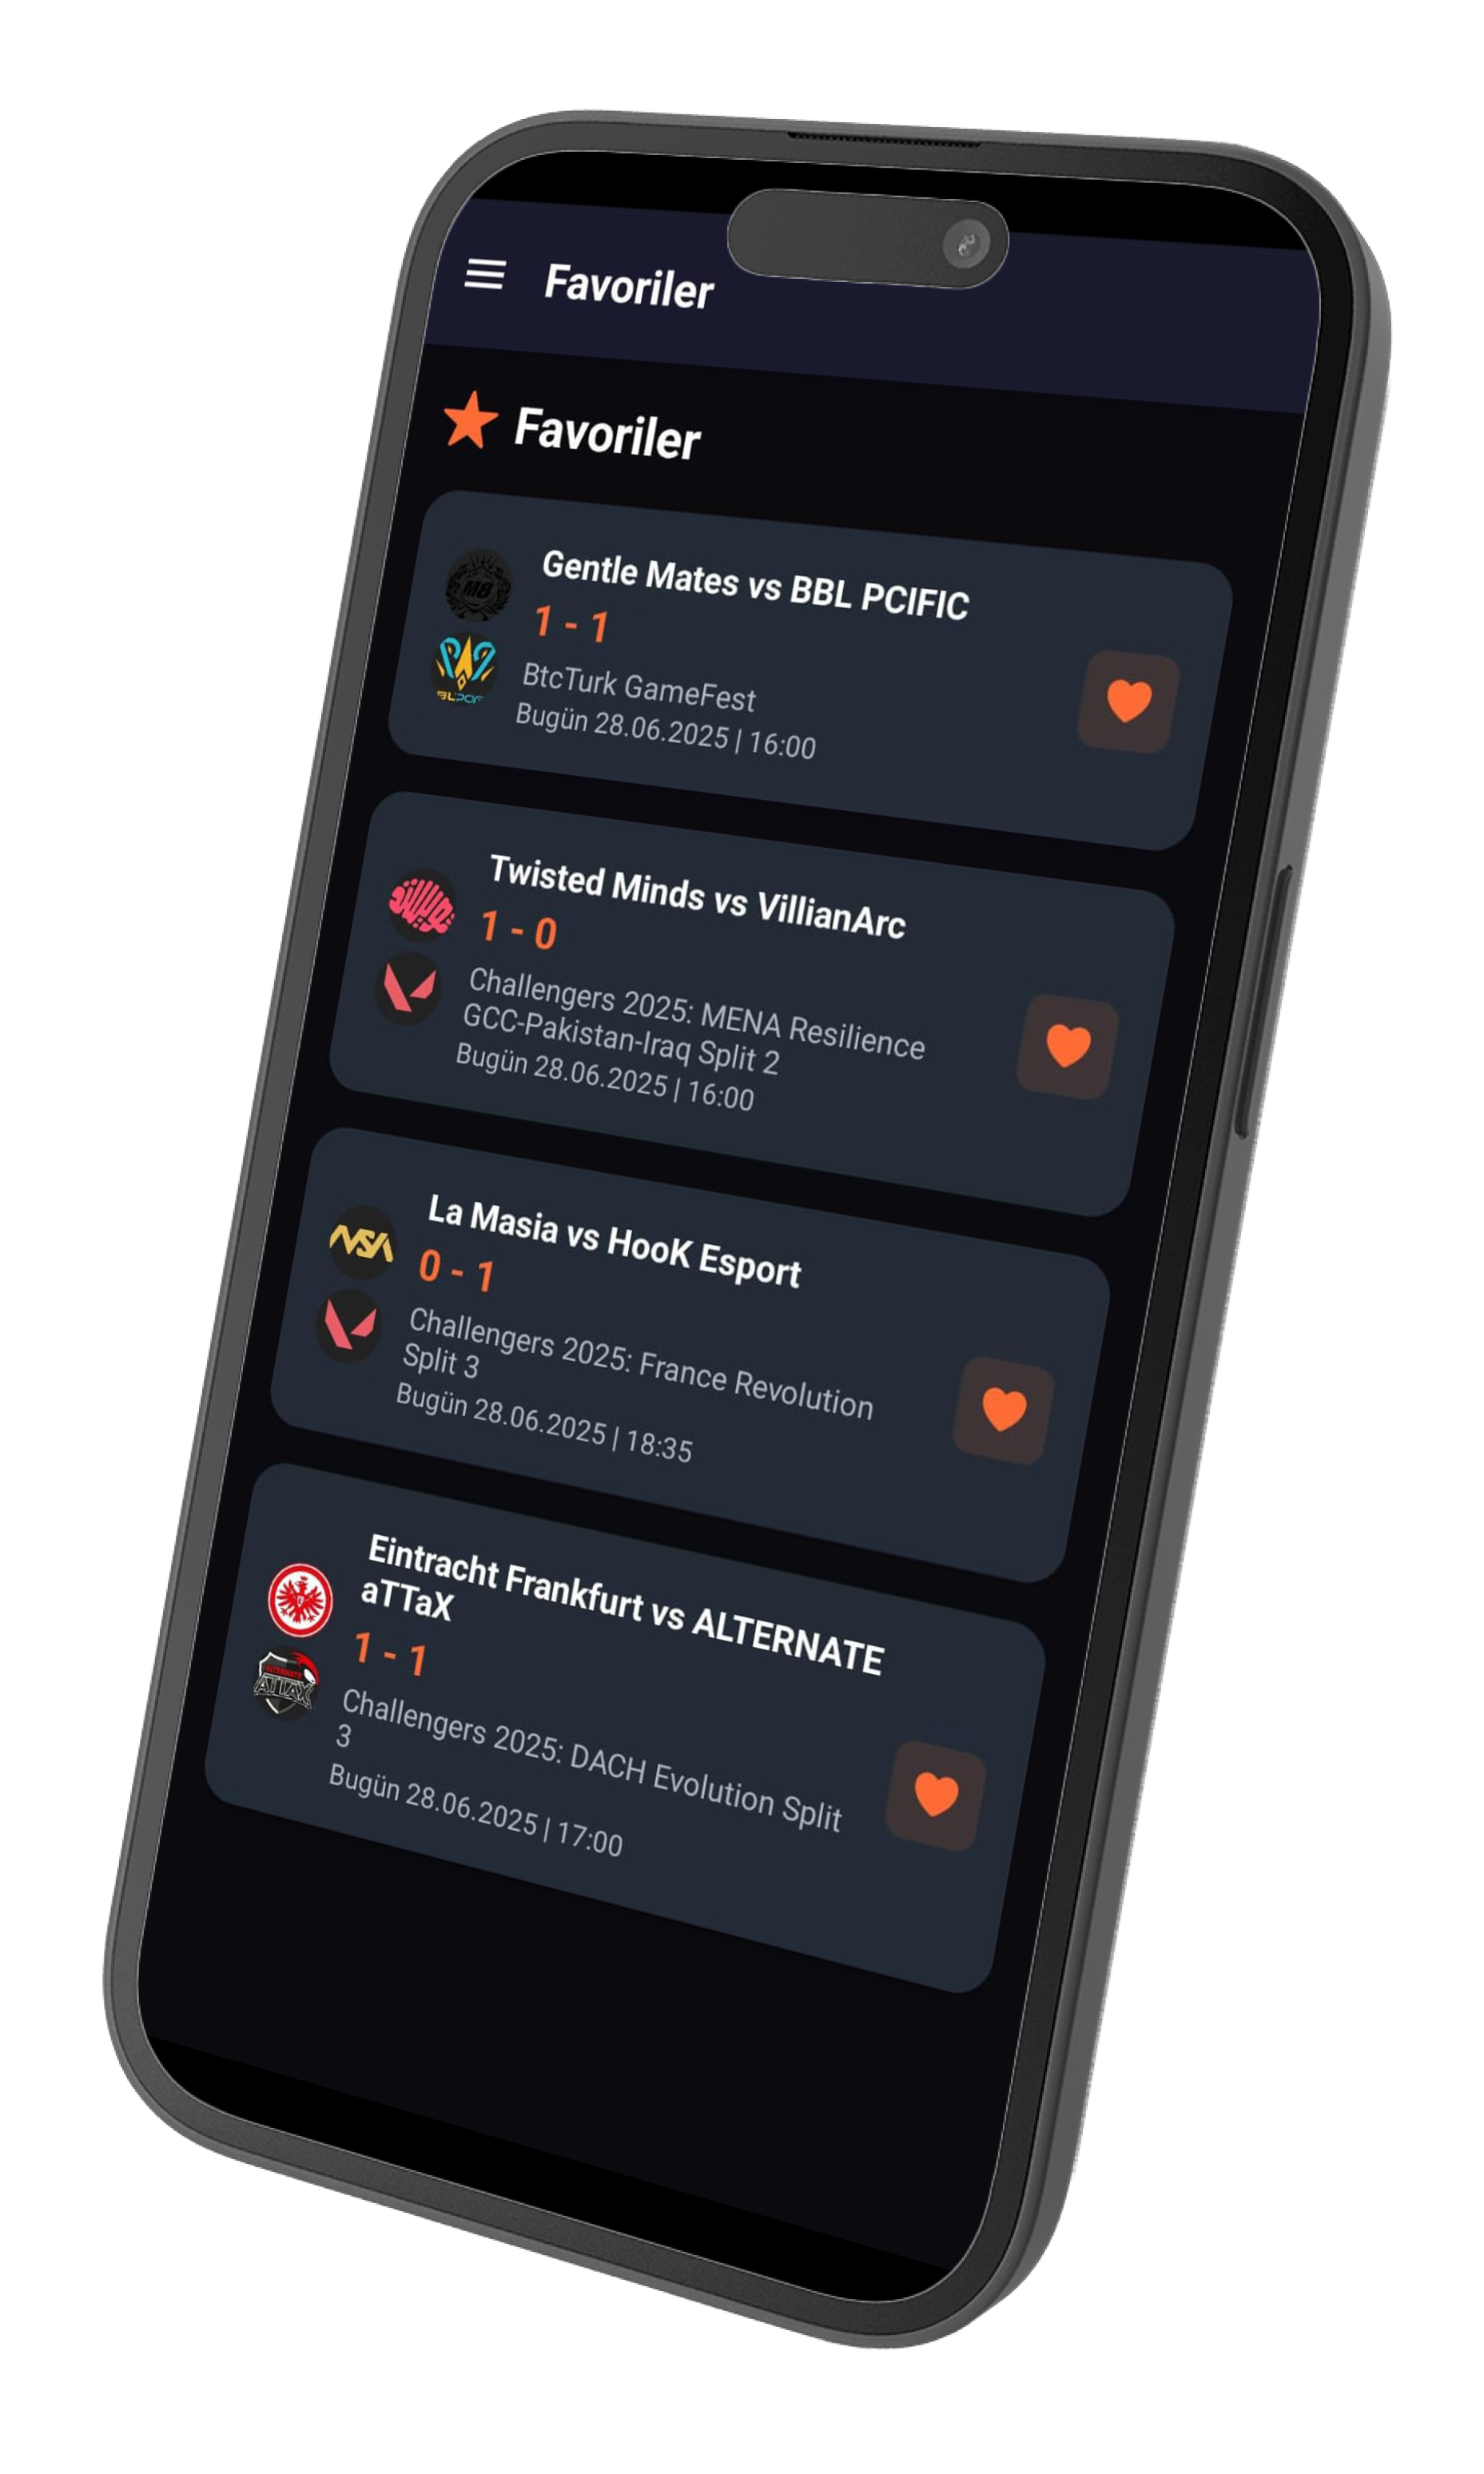 Favoriler
Favoriler
Gentle Mates vs BBL PCIFIC
1 - 1
BtcTurk GameFest
Bugün 28.06.2025 | 16:00
M8
Twisted Minds vs VillianArc
1 - 0
Challengers 2025: MENA Resilience
GCC-Pakistan-Iraq Split 2
Bugün 28.06.2025 | 16:00
La Masia vs HooK Esport
0 - 1
Challengers 2025: France Revolution
Split 3
Bugün 28.06.2025 | 18:35
Eintracht Frankfurt vs ALTERNATE
aTTaX
1 - 1
Challengers 2025: DACH Evolution Split
3
Bugün 28.06.2025 | 17:00
ALTERNATE
ATTAX